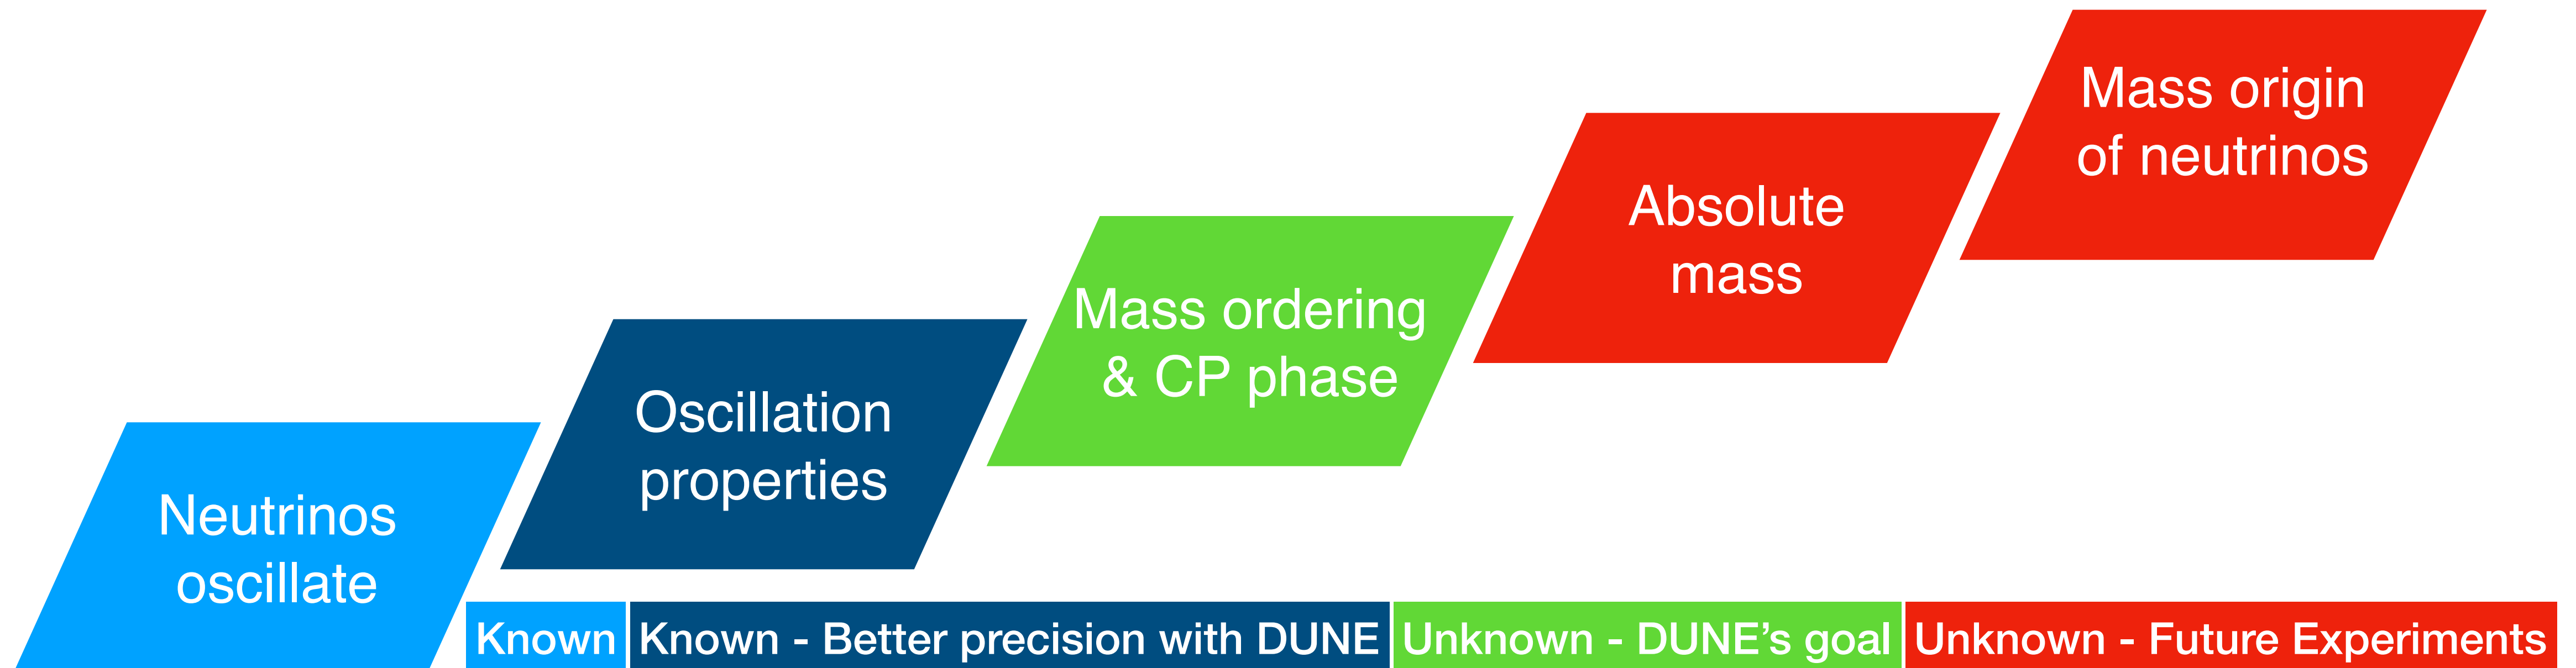 Neutrinos
oscillate
Oscillation
properties
Mass ordering
& CP phase
Absolute
mass
Mass origin
of neutrinos
Known
Known - Better precision with DUNE
Unknown - DUNE’s goal
Unknown - Future Experiments